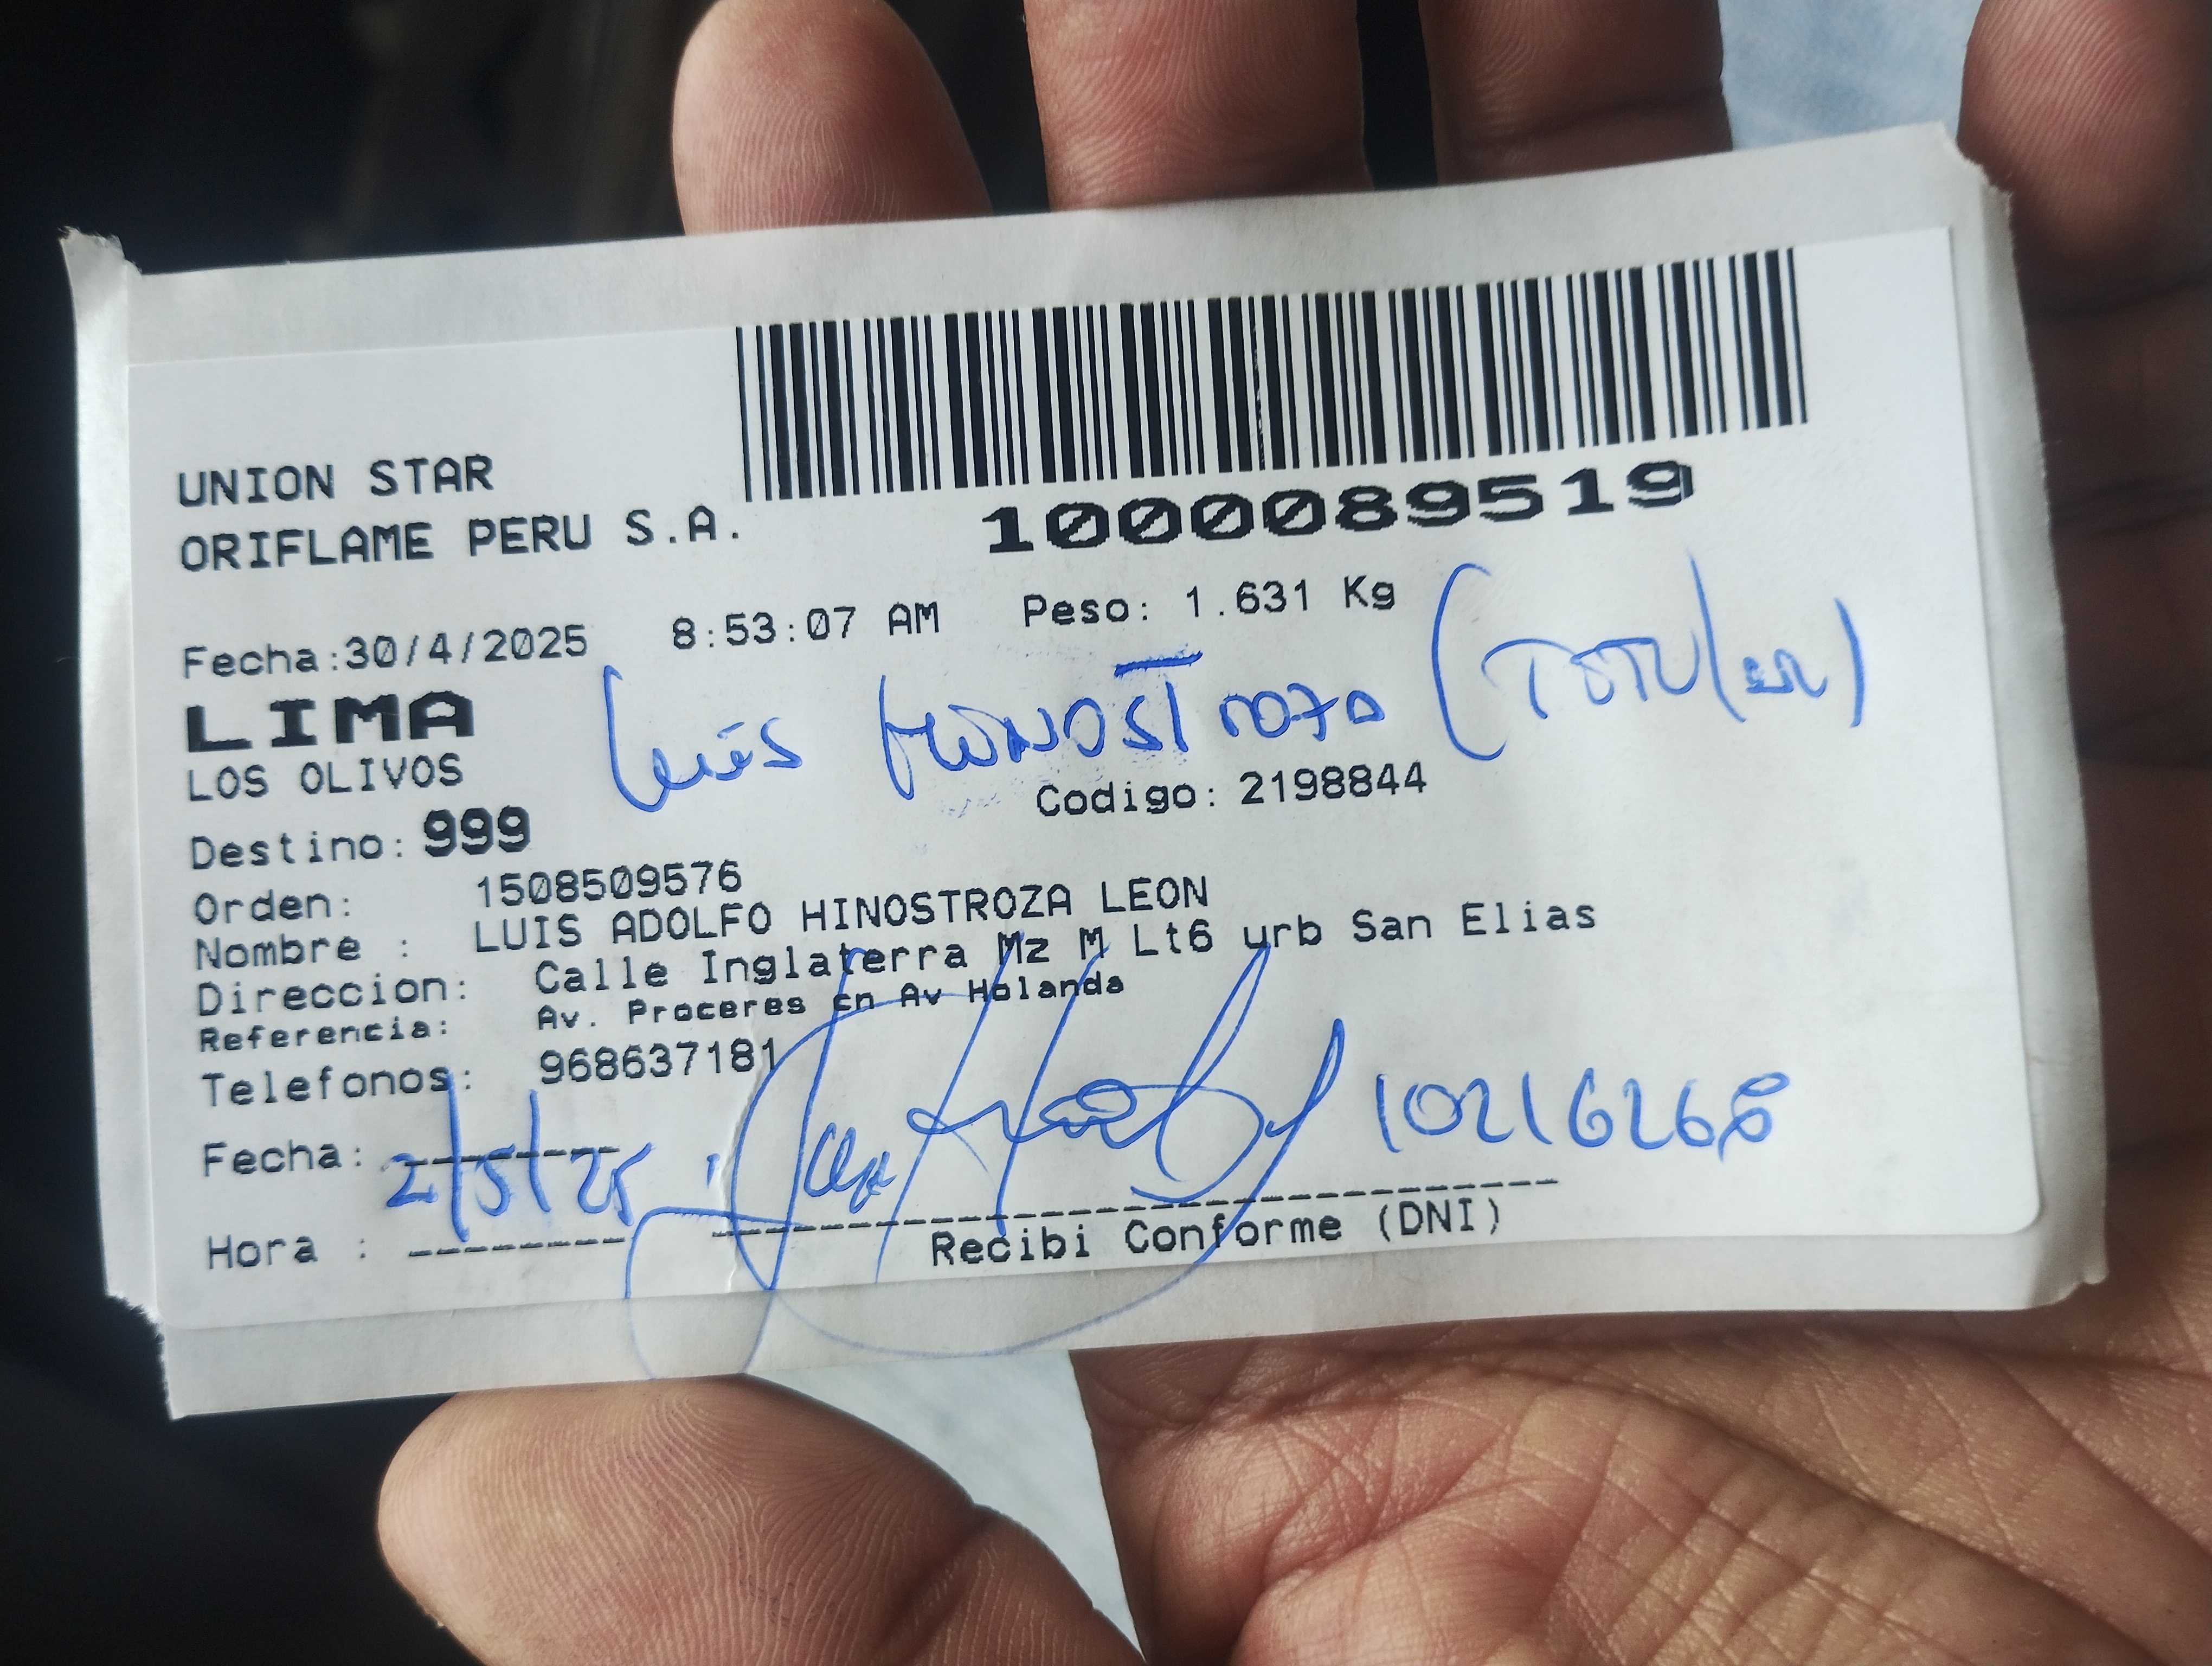 UNION STAR
ORIFLAME PERU S.A.
1000089519
Fecha:30/4/2025 8:53:07 AM Peso: 1.631 Kg
LIMA
Luis Hinostroza (TITULAR)
LOS OLIVOS
Codigo: 2198844
Destino: 999
Orden: 1508509576
Nombre : LUIS ADOLFO HINOSTROZA LEON
Direccion: Calle Inglaterra Mz M Lt6 urb San Elias
Referencia: Av. Proceres cn Av Holanda
Telefonos: 968637181
Fecha: 2/5/25 10216268
Hora :
Recibi Conforme (DNI)